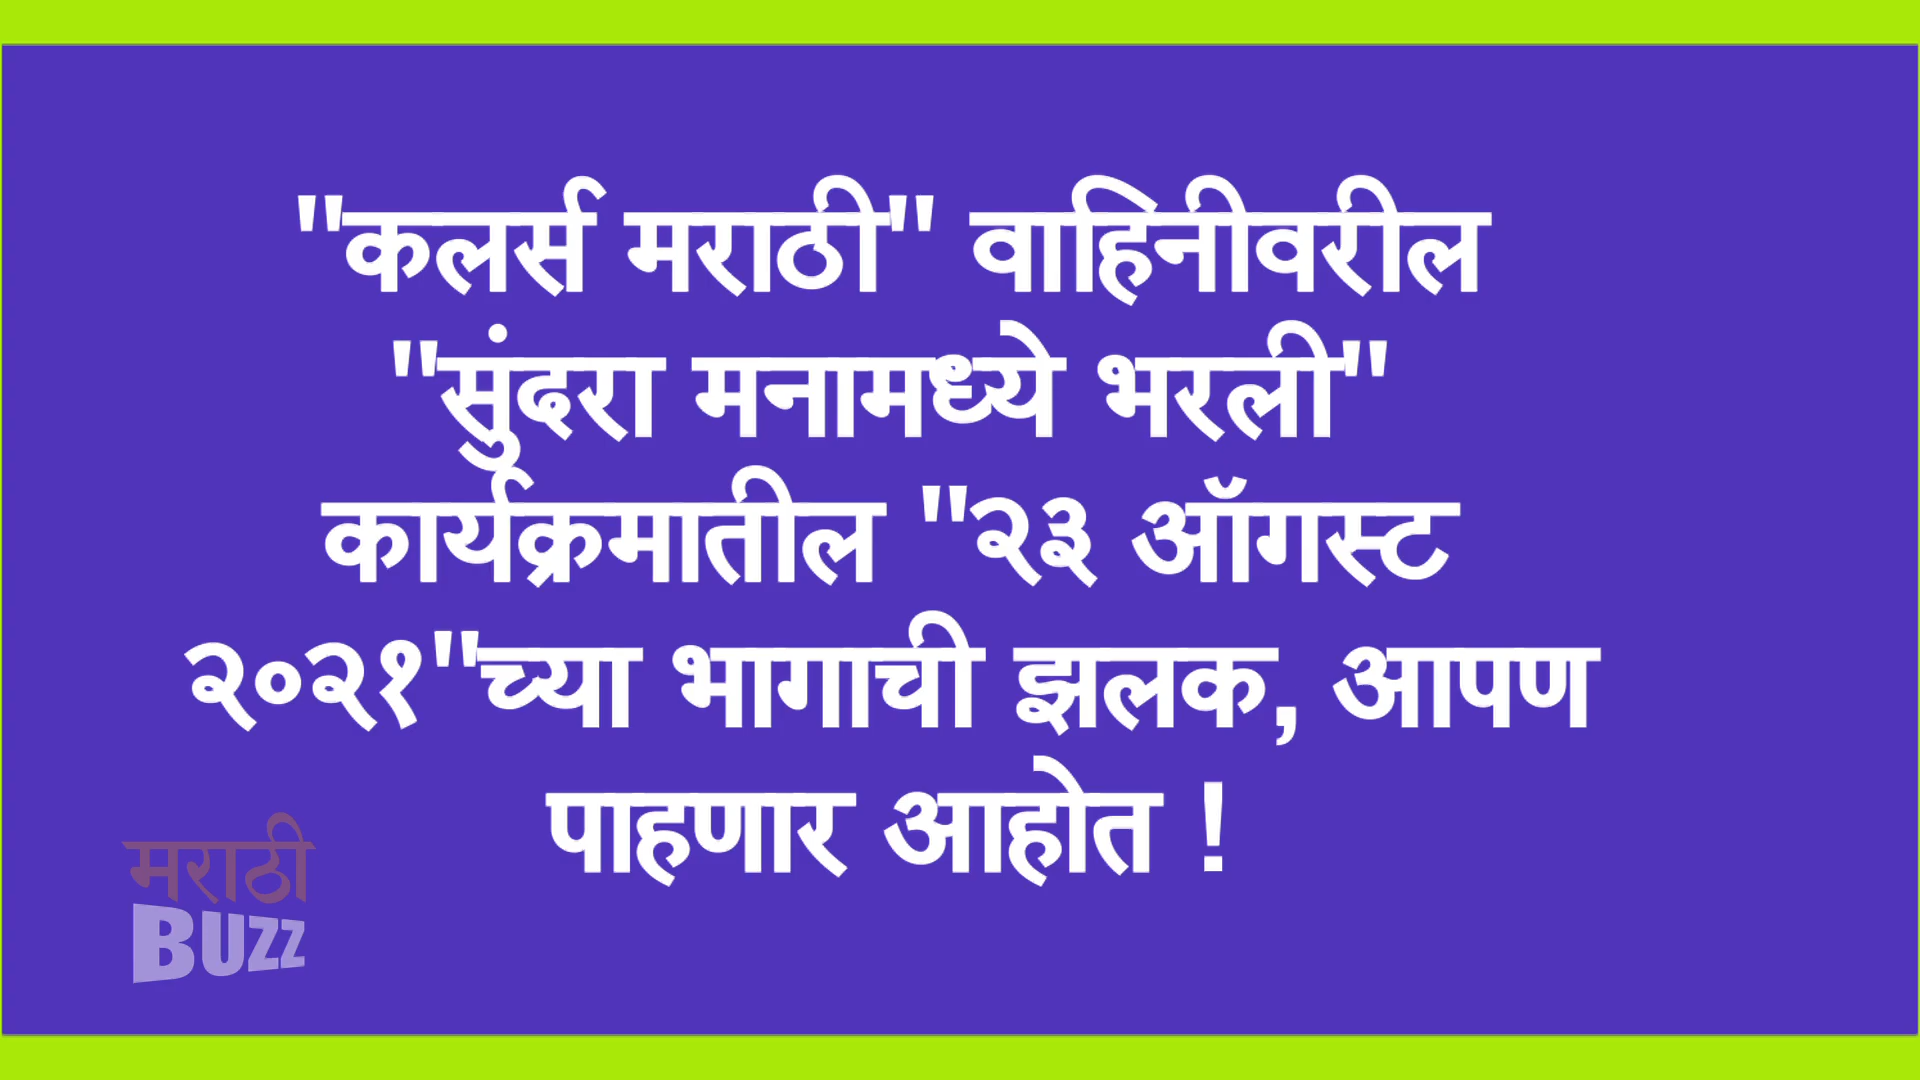 "कलर्स मराठी" वाहिनीवरील
"सुंदरा मनामध्ये भरली"
कार्यक्रमातील "२३ ऑगस्ट
२०२१"च्या भागाची झलक, आपण
पाहणार आहोत !
मराठी
BUZZ